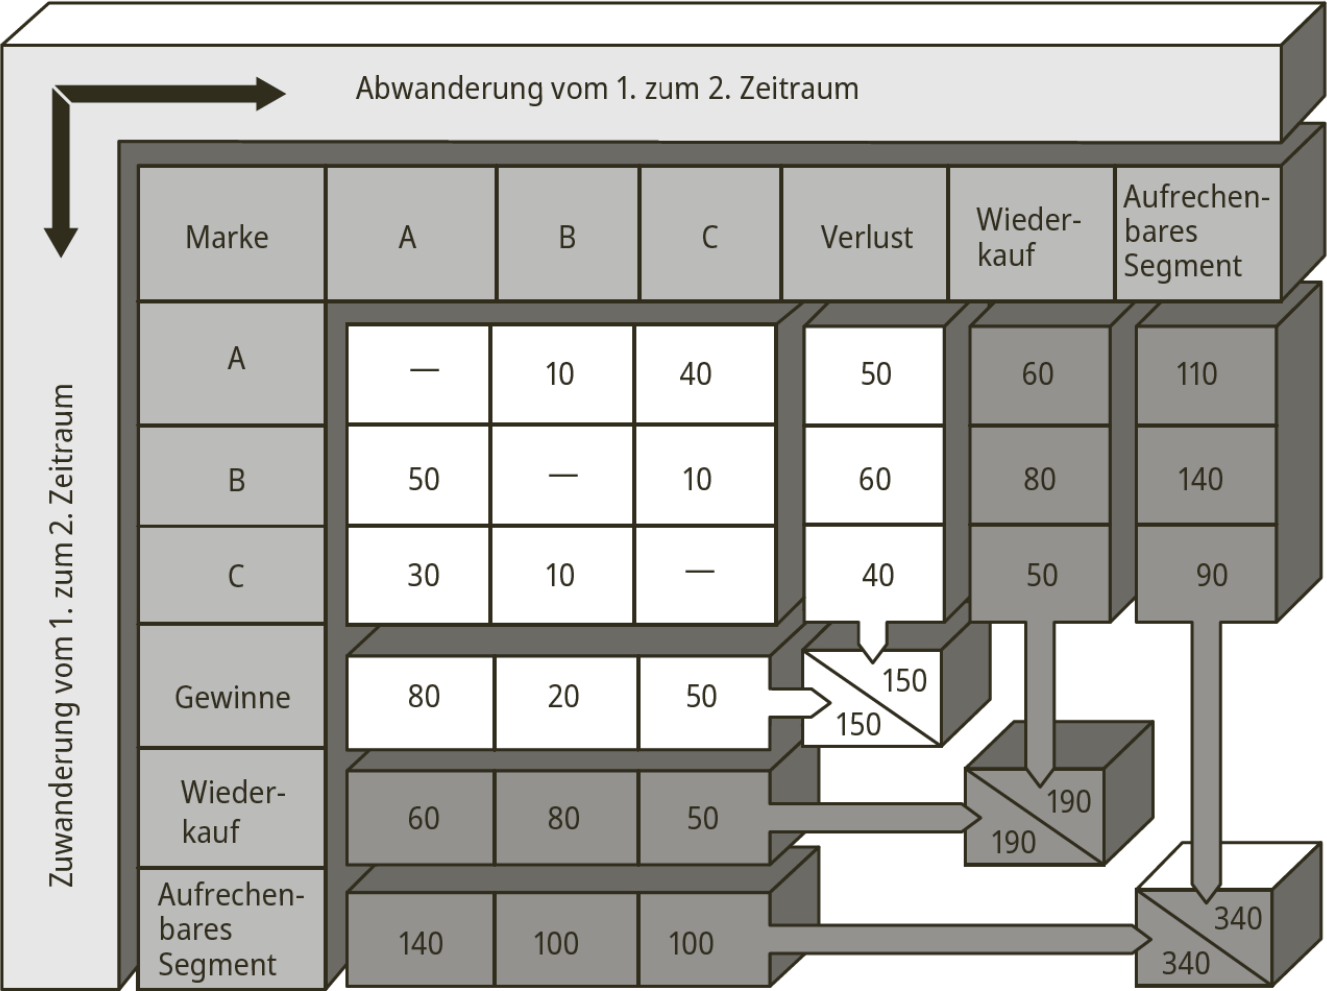 Abwanderung vom 1. zum 2. Zeitraum
Zuwanderung vom 1. zum 2. Zeitraum
Marke A B C Verlust Wieder-
kauf Aufrechen-
bares
Segment
A — 10 40 50 60 110
B 50 — 10 60 80 140
C 30 10 — 40 50 90
Gewinne 80 20 50 150
150
Wieder-
kauf 60 80 50 190
190
Aufrechen-
bares
Segment 140 100 100 340
340